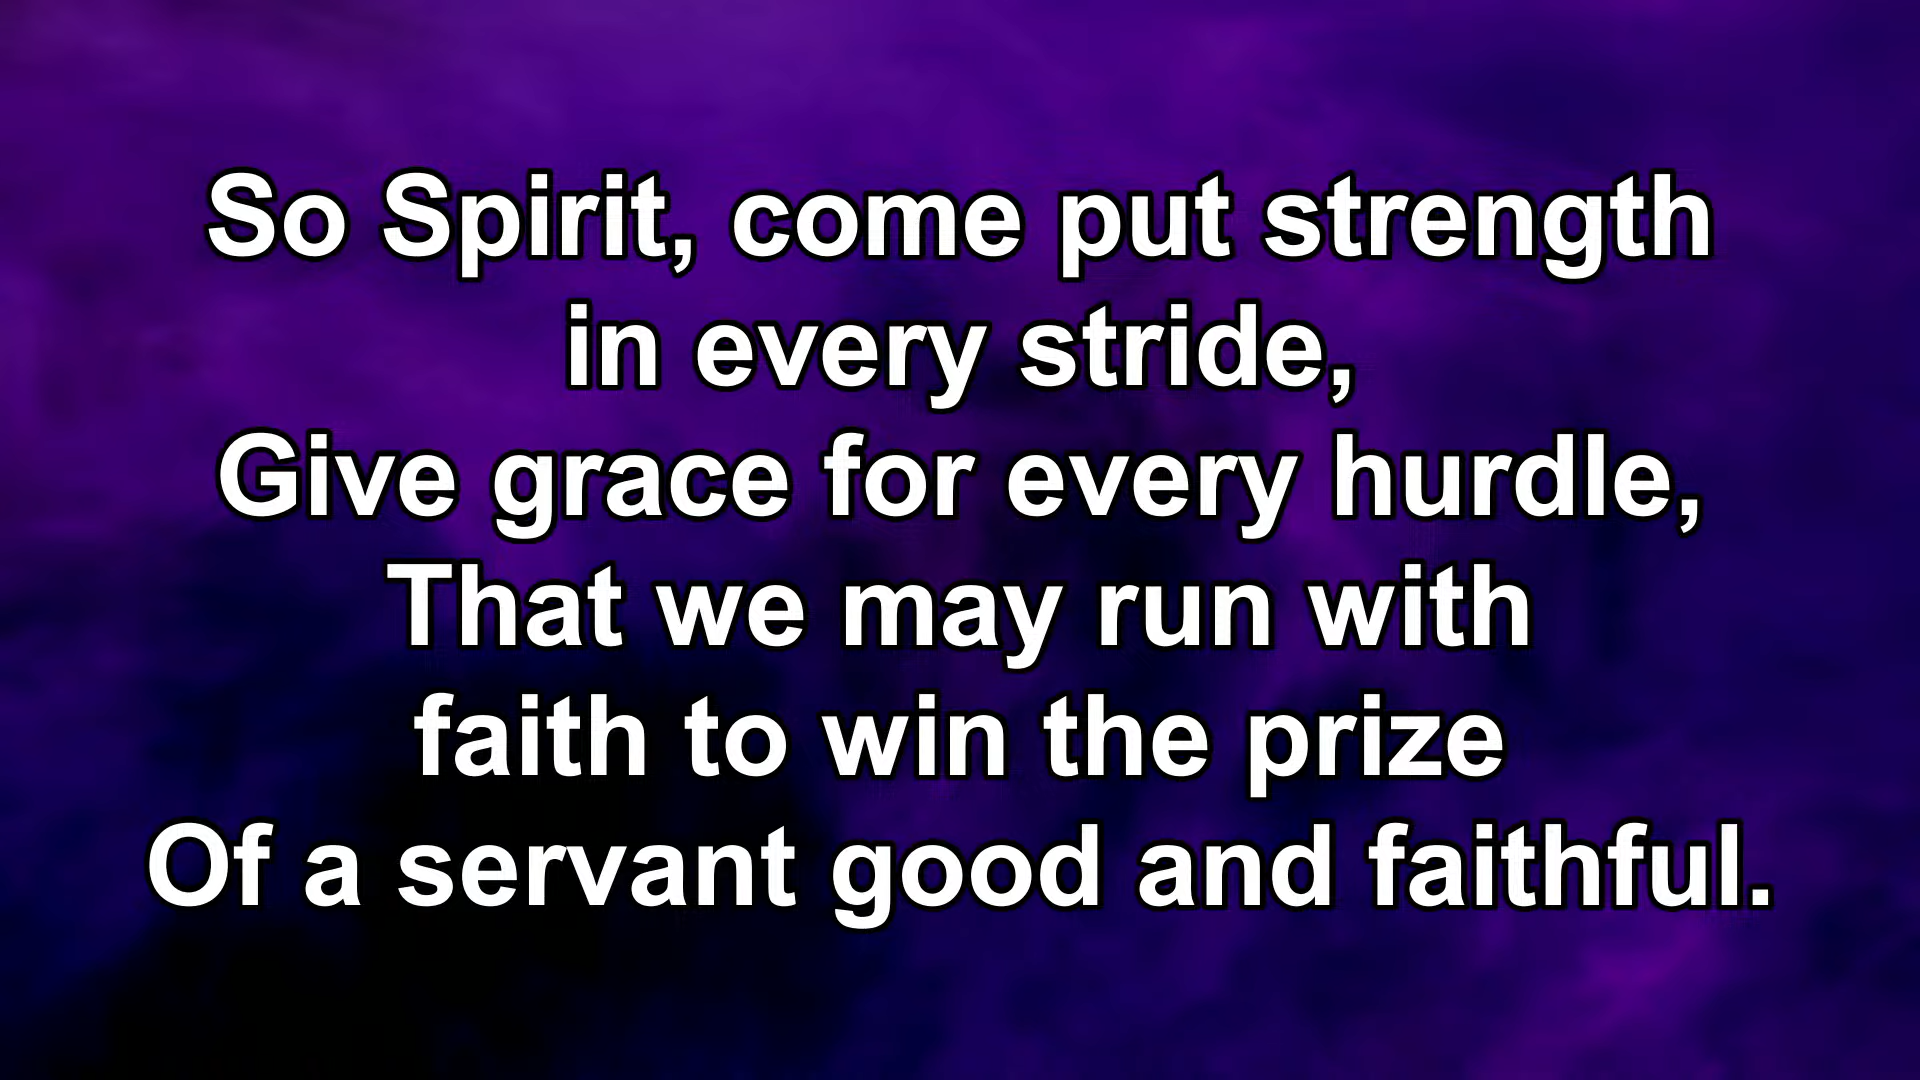 So Spirit, come put strength
in every stride,
Give grace for every hurdle,
That we may run with
faith to win the prize
Of a servant good and faithful.